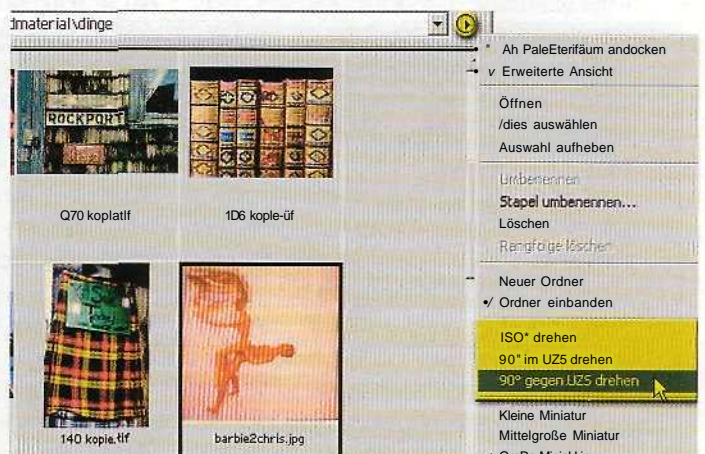 dmaterial\dinge
Ah PaleEterifäum andocken
v Erweiterte Ansicht
Öffnen
/dies auswählen
Auswahl aufheben
Umbenennen
Stapel umbenennen...
Löschen
Rangfolge löschen
Neuer Ordner
•/ Ordner einbanden
ISO* drehen
90" im UZ5 drehen
90° gegen UZ5 drehen
Kleine Miniatur
Mittelgroße Miniatur
ROCKPORT
Q70 koplatlf
1D6 kople-üf
140 kopie.tlf
barbie2chris.jpg